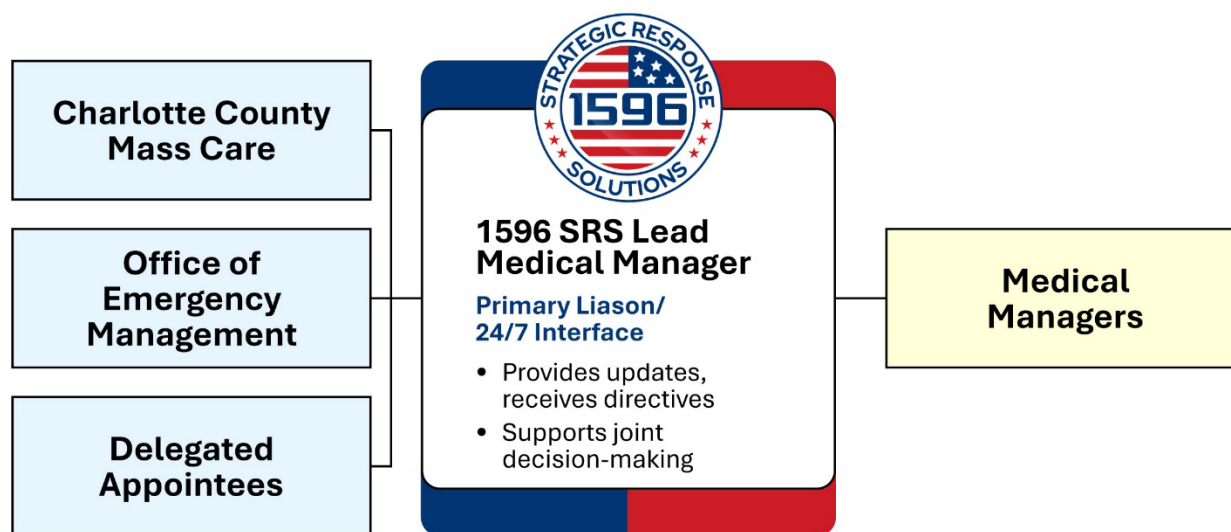 Charlotte County
Mass Care
Office of
Emergency
Management
Delegated
Appointees
STRATEGIC RESPONSE
1596
SOLUTIONS
1596 SRS Lead
Medical Manager
Primary Liason/
24/7 Interface
• Provides updates,
receives directives
• Supports joint
decision-making
Medical
Managers